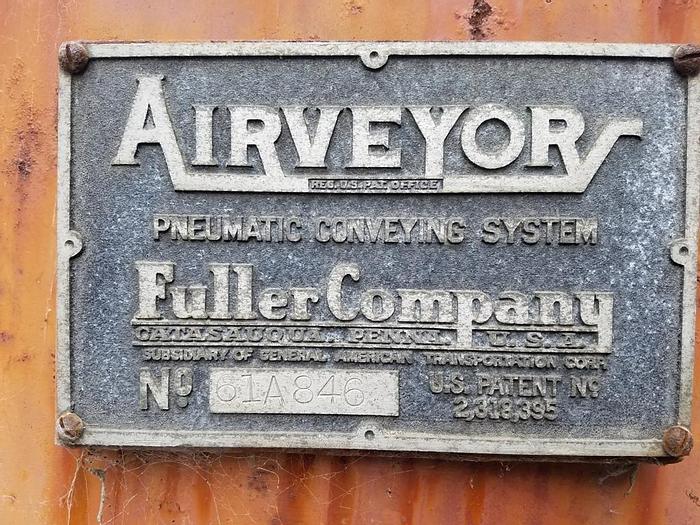 AIRVEYOR
REG. U.S. PAT. OFFICE
PNEUMATIC CONVEYING SYSTEM
Fuller Company
CATASAUQUA, PENNA., U.S.A.
SUBSIDIARY OF GENERAL AMERICAN TRANSPORTATION CORP.
No. 61A846
U.S. PATENT No
2,318,395